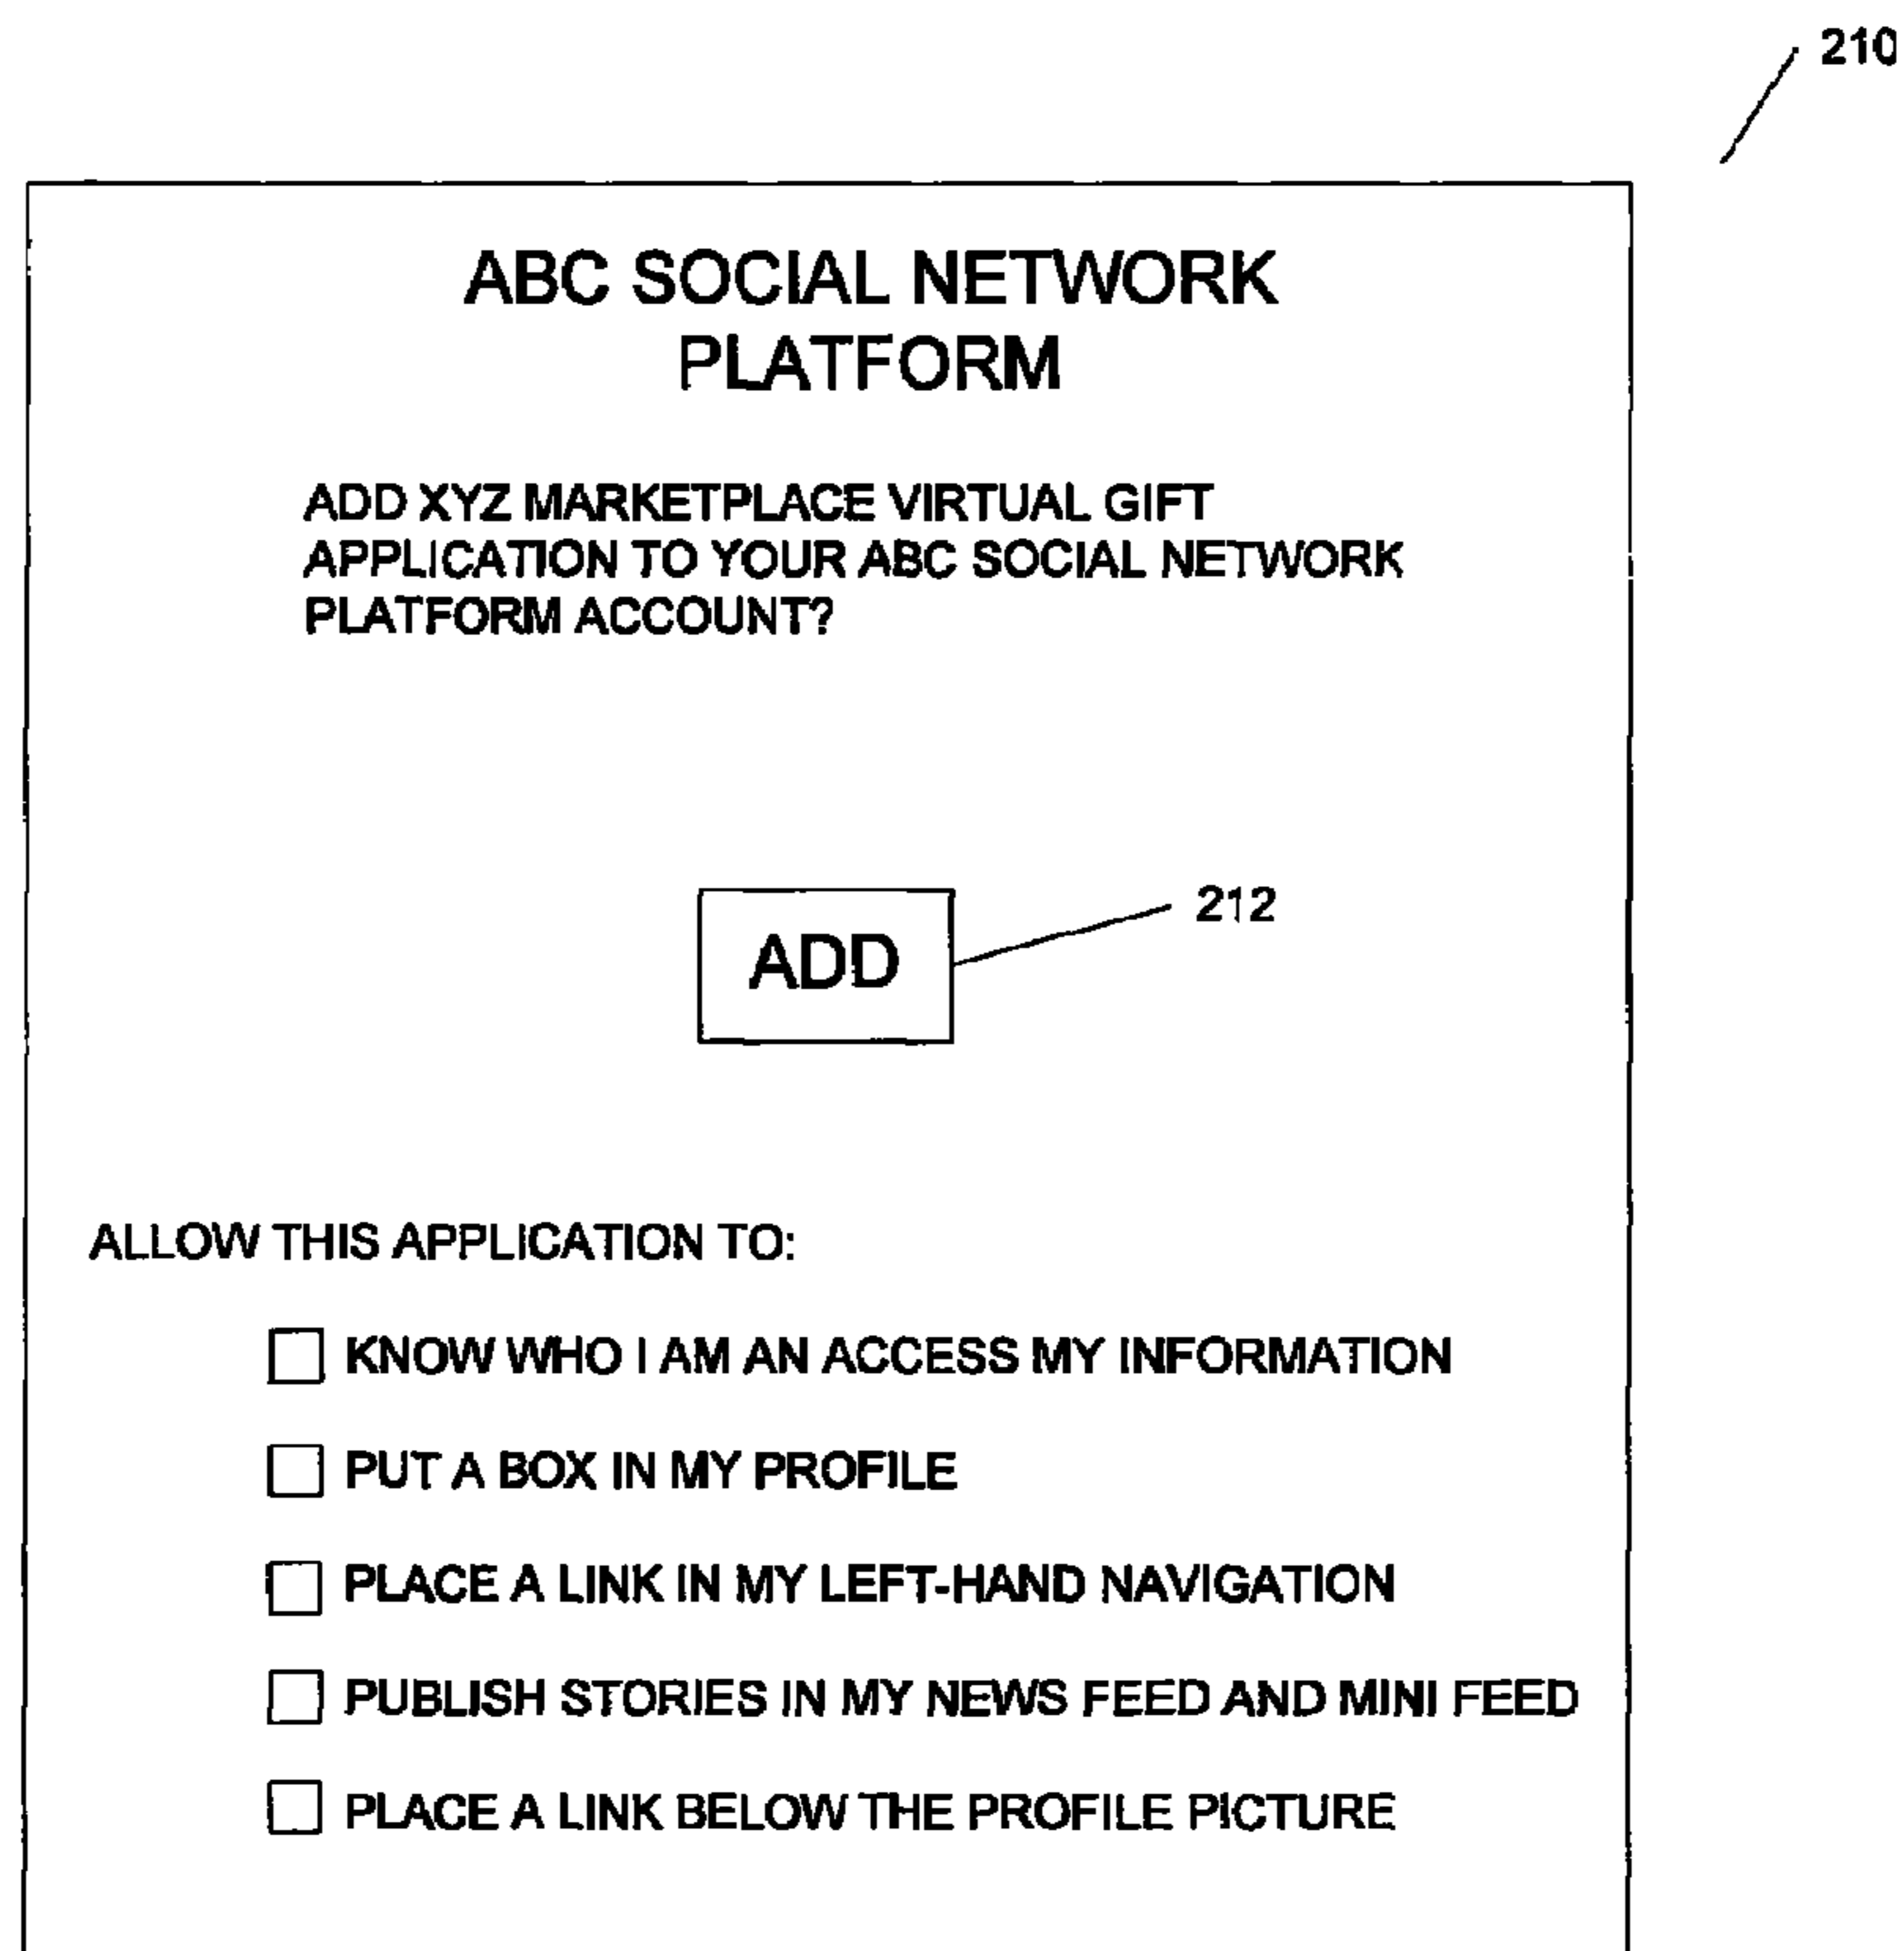 210
ABC SOCIAL NETWORK
PLATFORM
ADD XYZ MARKETPLACE VIRTUAL GIFT
APPLICATION TO YOUR ABC SOCIAL NETWORK
PLATFORM ACCOUNT?
ADD
212
ALLOW THIS APPLICATION TO:
KNOW WHO I AM AN ACCESS MY INFORMATION
PUT A BOX IN MY PROFILE
PLACE A LINK IN MY LEFT-HAND NAVIGATION
PUBLISH STORIES IN MY NEWS FEED AND MINI FEED
PLACE A LINK BELOW THE PROFILE PICTURE